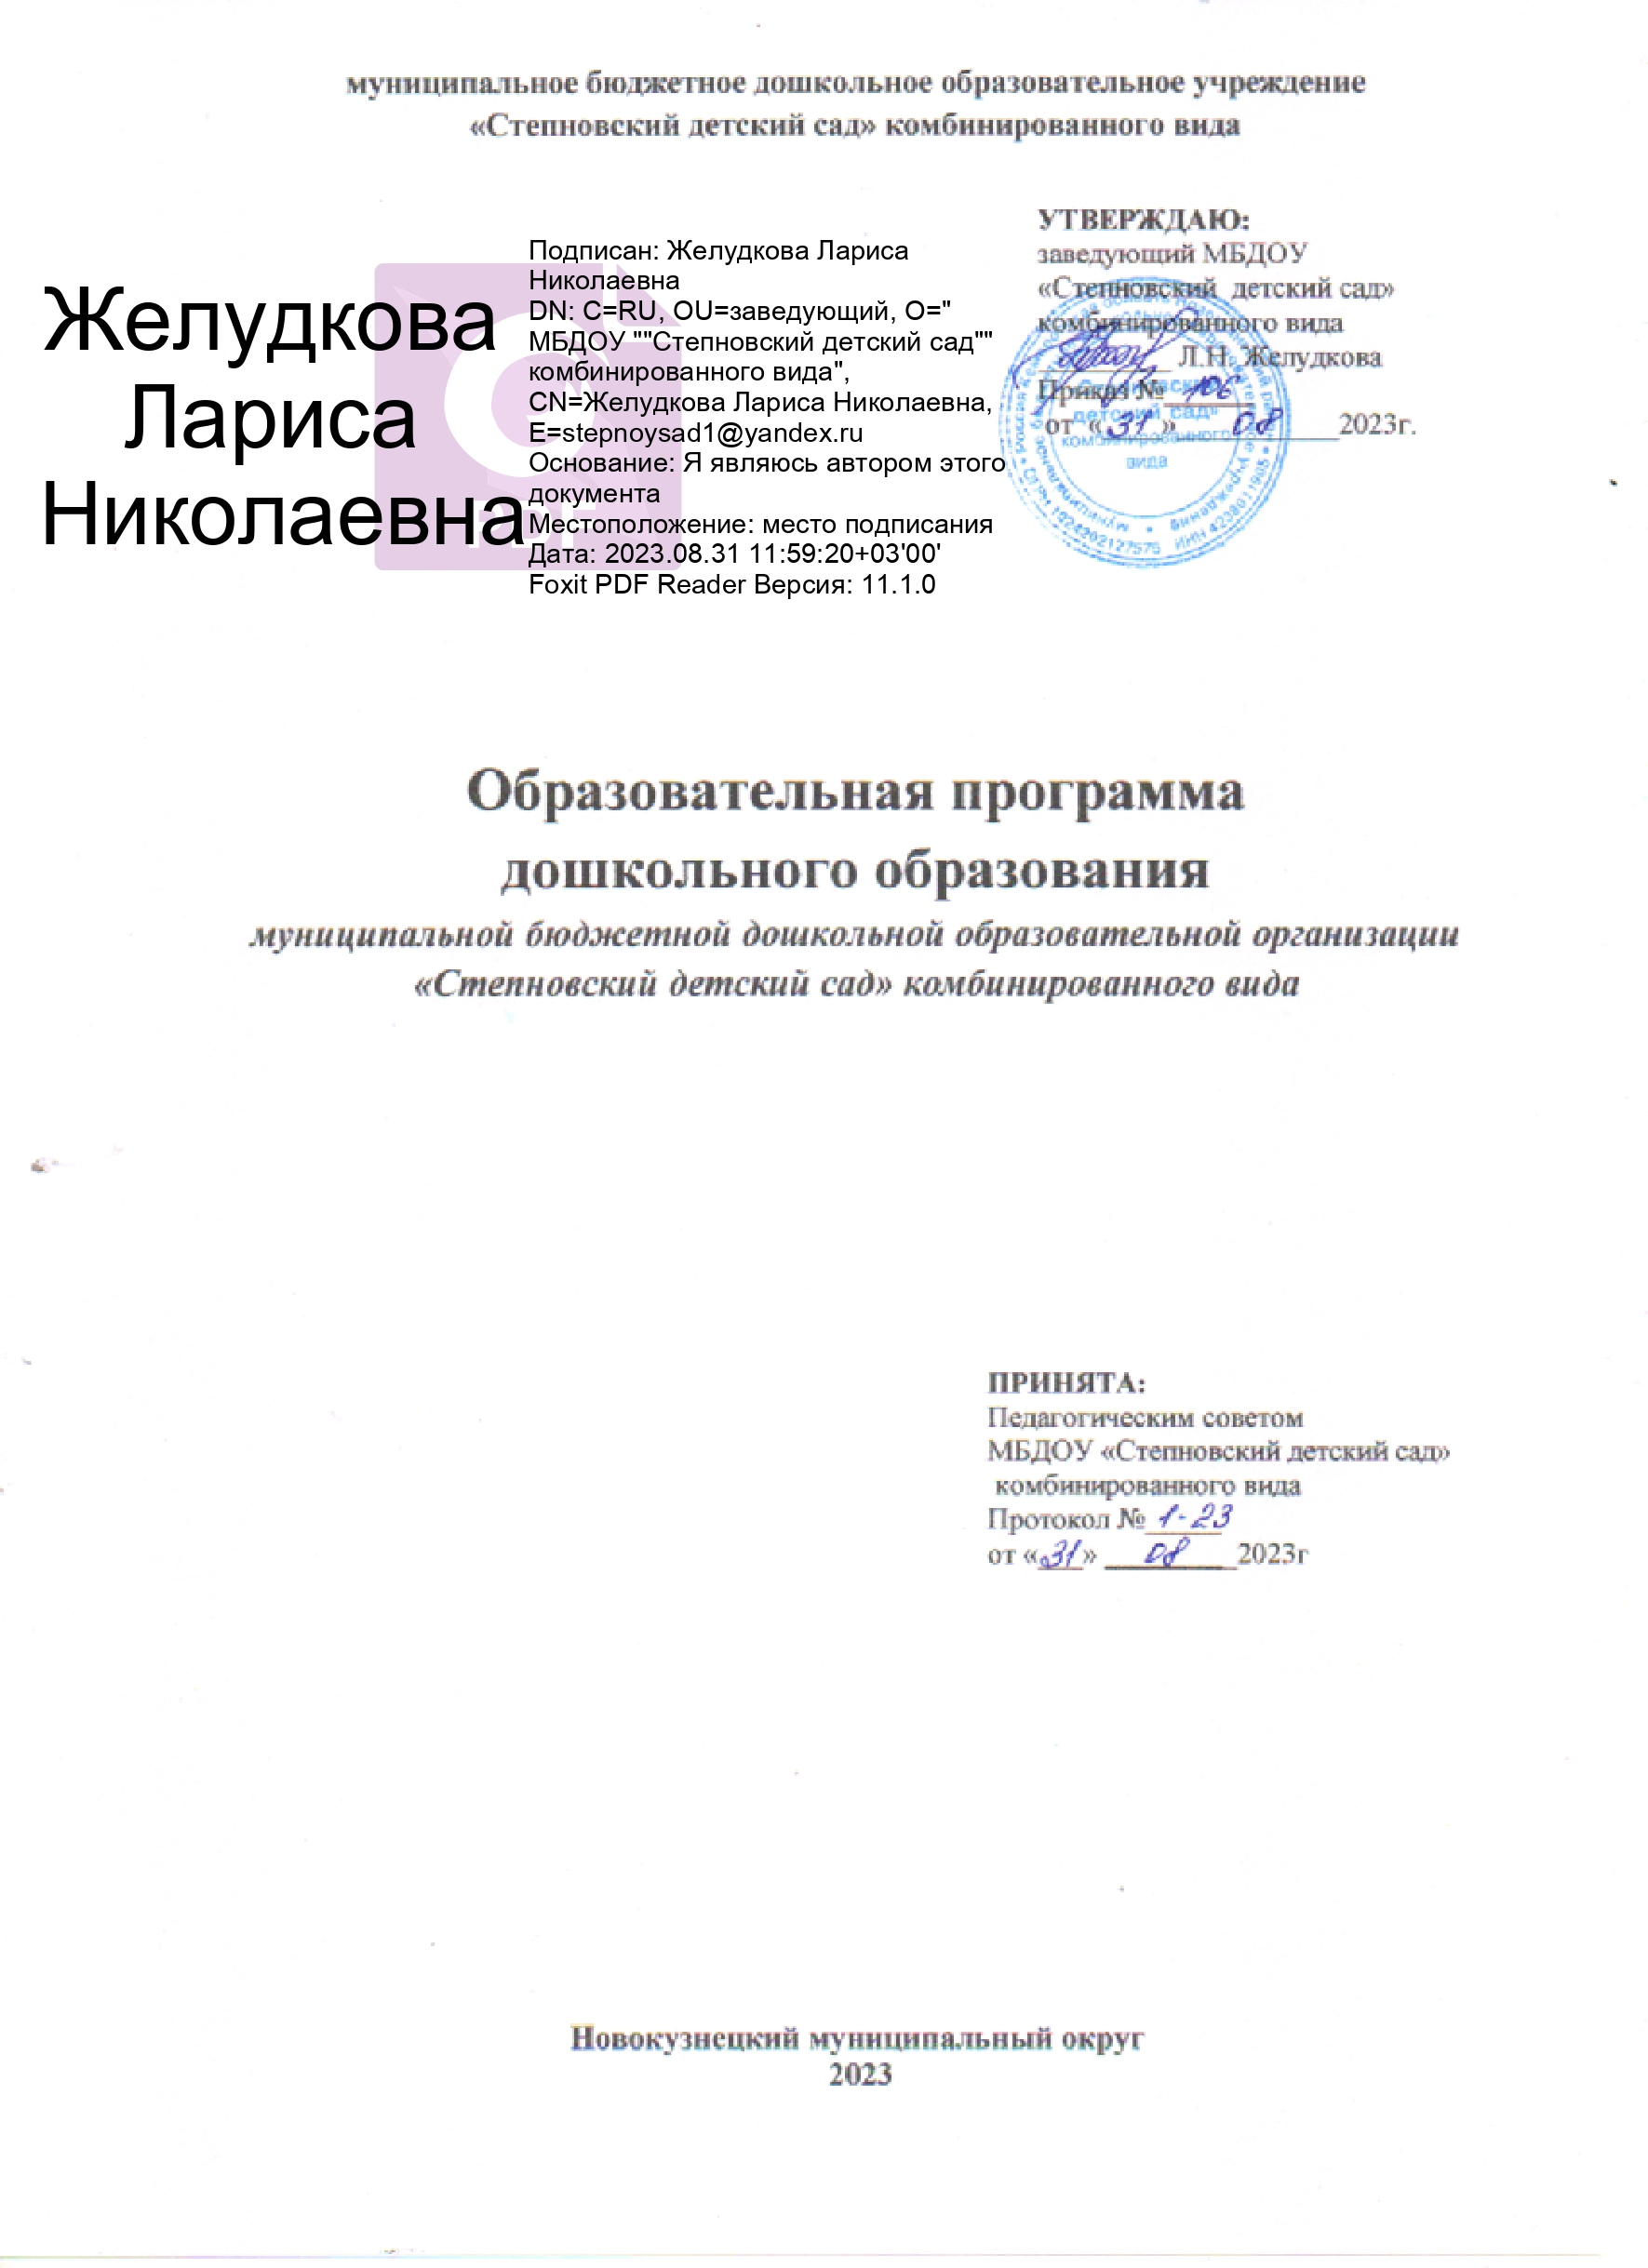 муниципальное бюджетное дошкольное образовательное учреждение
«Степновский детский сад» комбинированного вида
Желудкова
Лариса
Николаевна
Подписан: Желудкова Лариса
Николаевна
DN: C=RU, OU=заведующий, O="
МБДОУ ""Степновский детский сад""
комбинированного вида",
CN=Желудкова Лариса Николаевна,
E=stepnoysad1@yandex.ru
Основание: Я являюсь автором этого
документа
Местоположение: место подписания
Дата: 2023.08.31 11:59:20+03'00'
Foxit PDF Reader Версия: 11.1.0
УТВЕРЖДАЮ:
заведующий МБДОУ
«Степновский детский сад»
комбинированного вида
Л.Н. Желудкова
Приказ № 106
от «31» 08 2023г.
детский сад»
комбинированного
вида
Образовательная программа
дошкольного образования
муниципальной бюджетной дошкольной образовательной организации
«Степновский детский сад» комбинированного вида
ПРИНЯТА:
Педагогическим советом
МБДОУ «Степновский детский сад»
комбинированного вида
Протокол № 1-23
от «31» 08 2023г
Новокузнецкий муниципальный округ
2023